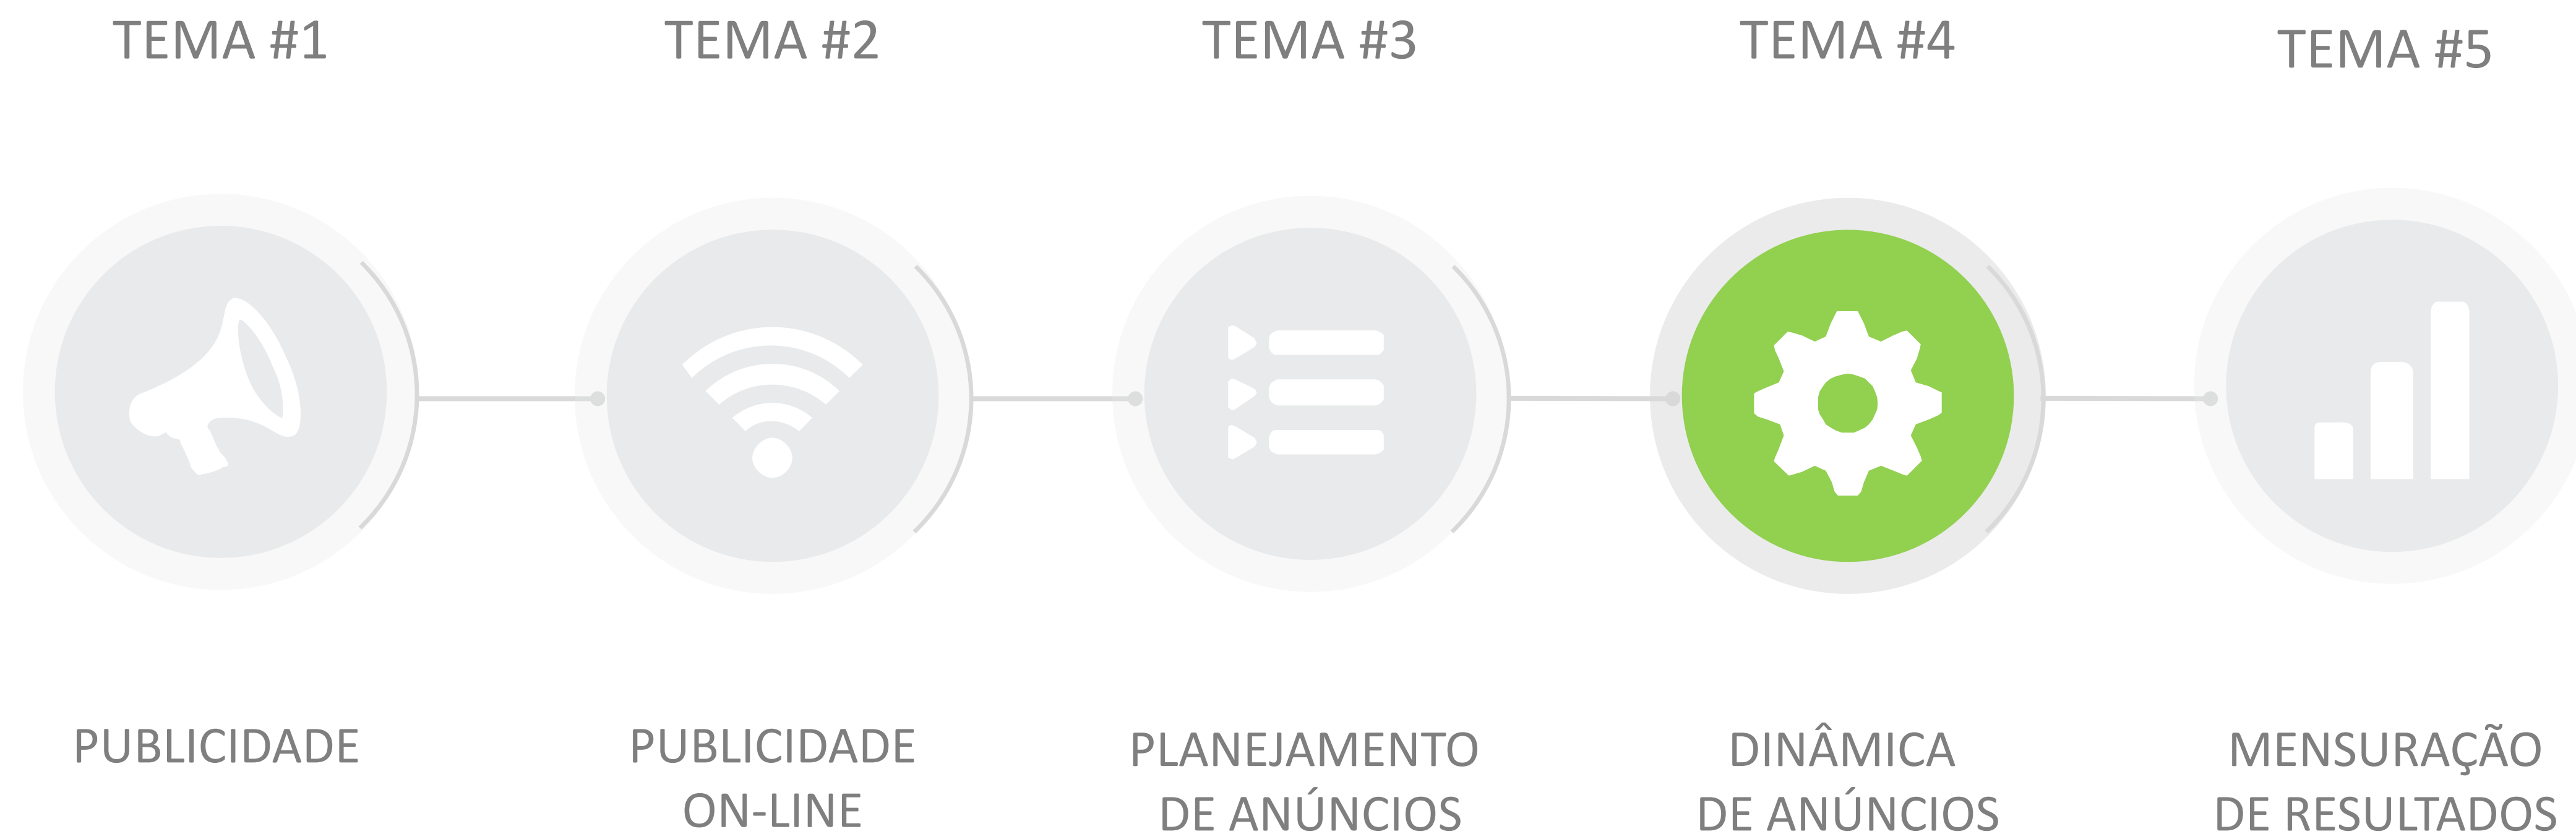 TEMA #1
TEMA #2
TEMA #3
TEMA #4
TEMA #5
PUBLICIDADE
PUBLICIDADE
ON-LINE
PLANEJAMENTO
DE ANÚNCIOS
DINÂMICA
DE ANÚNCIOS
MENSURAÇÃO
DE RESULTADOS